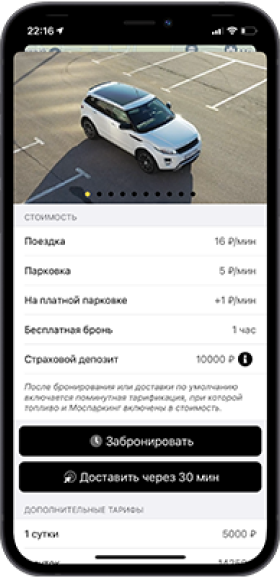 22:16
СТОИМОСТЬ
Поездка 16 ₽/мин
Парковка 5 ₽/мин
На платной парковке +1 ₽/мин
Бесплатная бронь 1 час
Страховой депозит 10000 ₽
После бронирования или доставки по умолчанию
включается поминутная тарификация, при которой
топливо и Моспаркинг включены в стоимость.
Забронировать
Доставить через 30 мин
ДОПОЛНИТЕЛЬНЫЕ ТАРИФЫ
1 сутки 5000 ₽